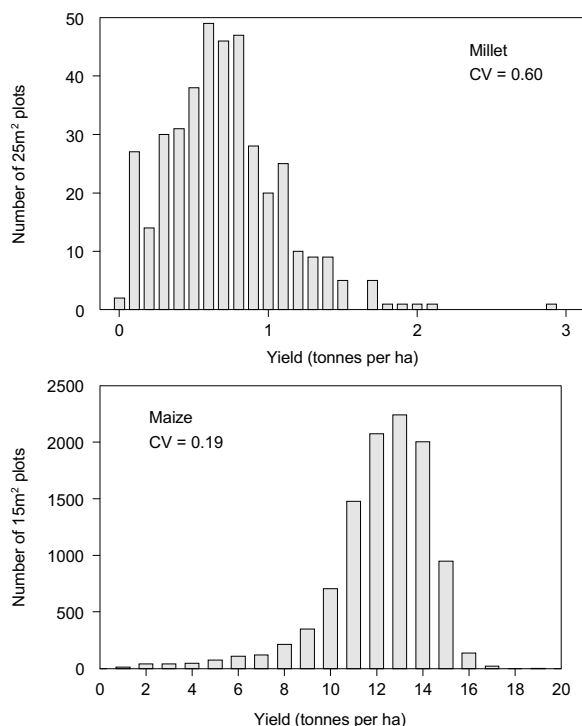 50
40
30
20
10
0
Number of 25m² plots
Millet
CV = 0.60
0 1 2 3
Yield (tonnes per ha)
2500
2000
1500
1000
500
0
Number of 15m² plots
Maize
CV = 0.19
0 2 4 6 8 10 12 14 16 18 20
Yield (tonnes per ha)